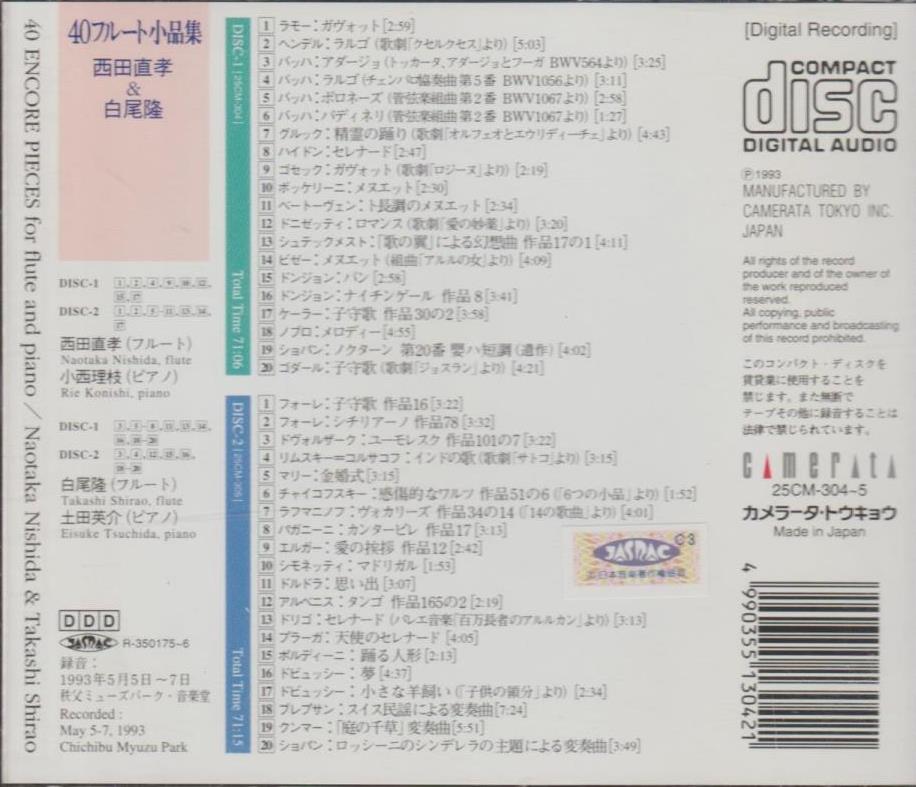 40 ENCORE PIECES for flute and piano / Naotaka Nishida & Takashi Shirao
40フルート小品集
西田直孝
&
白尾隆
DISC-1 1, 2, 4, 9, 10, 12,
15, 17
DISC-2 1, 2, 5-11, 13, 14,
17
西田直孝(フルート)
Naotaka Nishida, flute
小西理枝(ピアノ)
Rie Konishi, piano
DISC-1 3, 5-8, 11, 13, 14,
16, 18-20
DISC-2 3, 4, 12, 15, 16,
18-20
白尾隆(フルート)
Takashi Shirao, flute
土田英介(ピアノ)
Eisuke Tsuchida, piano
DDD
JASRAC R-350175~6
録音:
1993年5月5日〜7日
秩父ミューズパーク・音楽堂
Recorded:
May 5-7, 1993
Chichibu Myuzu Park
DISC-1 [25CM-304]
Total Time 71:06
1 ラモー:ガヴォット[2:59]
2 ヘンデル:ラルゴ(歌劇「クセルクセス」より)[5:03]
3 バッハ:アダージョ(トッカータ、アダージョとフーガ BWV564より)[3:25]
4 バッハ:ラルゴ(チェンバロ協奏曲第5番 BWV1056より)[3:11]
5 バッハ:ポロネーズ(管弦楽組曲第2番 BWV1067より)[2:58]
6 バッハ:バディネリ(管弦楽組曲第2番 BWV1067より)[1:27]
7 グルック:精霊の踊り(歌劇「オルフェオとエウリディーチェ」より)[4:43]
8 ハイドン:セレナード[2:47]
9 ゴセック:ガヴォット(歌劇「ロジーヌ」より)[2:19]
10 ボッケリーニ:メヌエット[2:30]
11 ベートーヴェン:ト長調のメヌエット[2:34]
12 ドニゼッティ:ロマンス(歌劇「愛の妙薬」より)[3:20]
13 シュテックメスト:「歌の翼」による幻想曲 作品17の1[4:11]
14 ビゼー:メヌエット(組曲「アルルの女」より)[4:09]
15 ドンジョン:パン[2:58]
16 ドンジョン:ナイチンゲール 作品8[3:41]
17 ケーラー:子守歌 作品30の2[3:58]
18 ノブロ:メロディー[4:55]
19 ショパン:ノクターン 第20番 嬰ハ短調(遺作)[4:02]
20 ゴダール:子守歌(歌劇「ジョスラン」より)[4:21]
DISC-2 [25CM-305]
Total Time 71:15
1 フォーレ:子守歌 作品16[3:22]
2 フォーレ:シチリアーノ 作品78[3:32]
3 ドヴォルザーク:ユーモレスク 作品101の7[3:22]
4 リムスキー=コルサコフ:インドの歌(歌劇「サトコ」より)[3:15]
5 マリー:金婚式[3:15]
6 チャイコフスキー:感傷的なワルツ 作品51の6(「6つの小品」より)[1:52]
7 ラフマニノフ:ヴォカリーズ 作品34の14(「14の歌曲」より)[4:01]
8 パガニーニ:カンタービレ 作品17[3:13]
9 エルガー:愛の挨拶 作品12[2:42]
10 シモネッティ:マドリガル[1:53]
11 ドルドラ:思い出[3:07]
12 アルベニス:タンゴ 作品165の2[2:19]
13 ドリゴ:セレナード(バレエ音楽「百万長者のアルルカン」より)[3:13]
14 ブラーガ:天使のセレナード[4:05]
15 ポルディーニ:踊る人形[2:13]
16 ドビュッシー:夢[4:37]
17 ドビュッシー:小さな羊飼い(「子供の領分」より)[2:34]
18 ブレブサン:スイス民謡による変奏曲[7:24]
19 クンマー:「庭の千草」変奏曲[5:51]
20 ショパン:ロッシーニのシンデレラの主題による変奏曲[3:49]
JASRAC C3
日本音楽著作権協会
[Digital Recording]
COMPACT
disc
DIGITAL AUDIO
Ⓟ1993
MANUFACTURED BY
CAMERATA TOKYO INC.
JAPAN
All rights of the record
producer and of the owner of
the work reproduced
reserved.
All copying, public
performance and broadcasting
of this record prohibited.
このコンパクト・ディスクを
賃貸業に使用することを
禁じます。また無断で
テープその他に録音することは
法律で禁じられています。
camerata
25CM-304~5
カメラータ・トウキョウ
Made in Japan
4 990355 130421